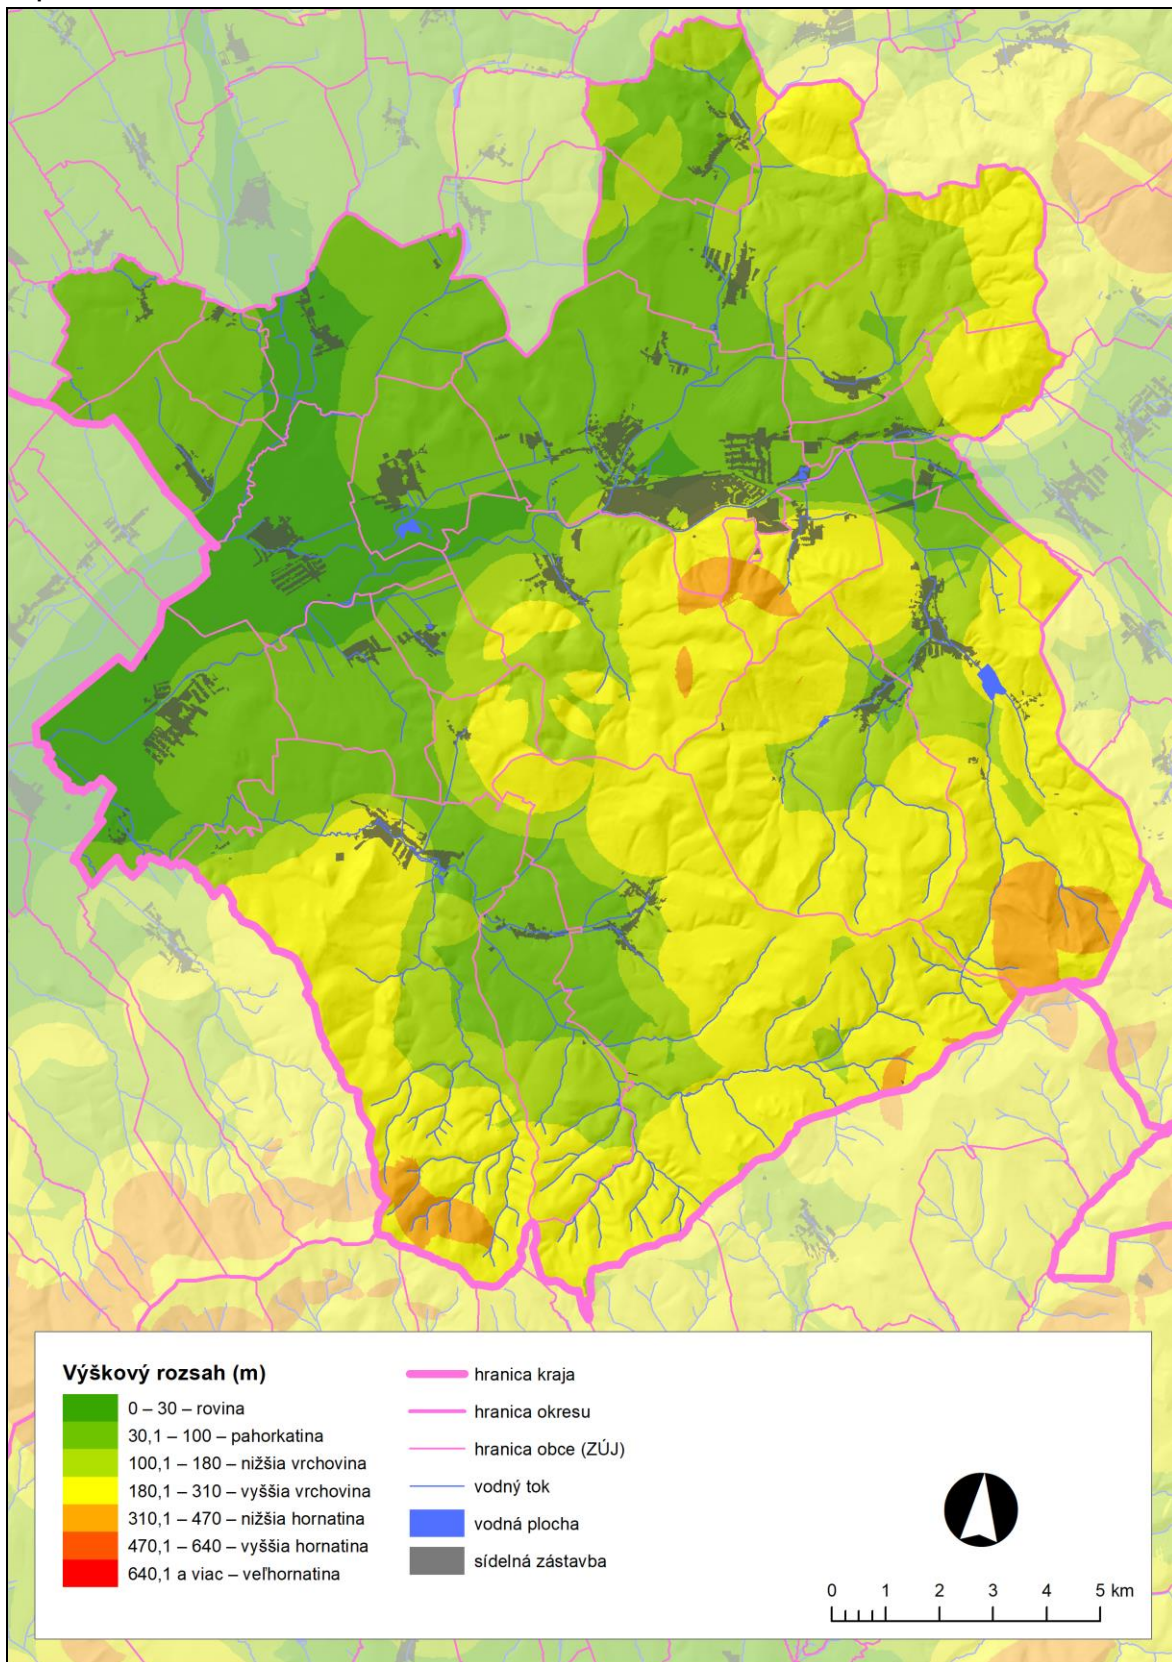 Výškový rozsah (m)
0 – 30 – rovina
30,1 – 100 – pahorkatina
100,1 – 180 – nižšia vrchovina
180,1 – 310 – vyššia vrchovina
310,1 – 470 – nižšia hornatina
470,1 – 640 – vyššia hornatina
640,1 a viac – veľhornatina
hranica kraja
hranica okresu
hranica obce (ZÚJ)
vodný tok
vodná plocha
sídelná zástavba
0 1 2 3 4 5 km